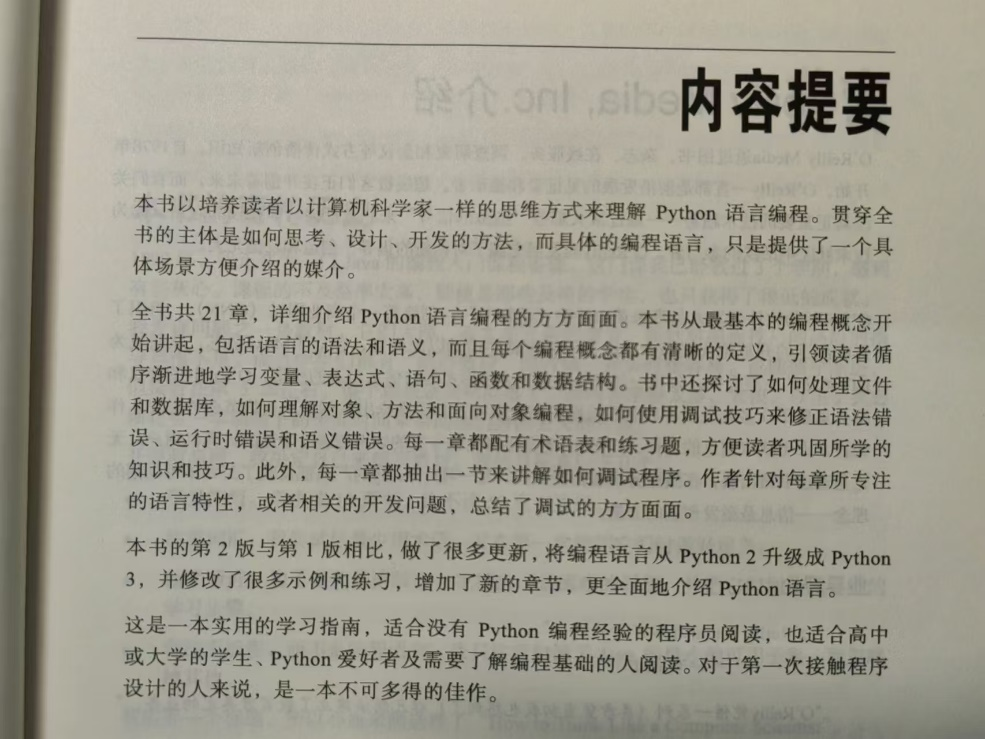 内容提要
本书以培养读者以计算机科学家一样的思维方式来理解 Python 语言编程。贯穿全
书的主体是如何思考、设计、开发的方法，而具体的编程语言，只是提供了一个具
体场景方便介绍的媒介。
全书共 21 章，详细介绍 Python 语言编程的方方面面。本书从最基本的编程概念开
始讲起，包括语言的语法和语义，而且每个编程概念都有清晰的定义，引领读者循
序渐进地学习变量、表达式、语句、函数和数据结构。书中还探讨了如何处理文件
和数据库，如何理解对象、方法和面向对象编程，如何使用调试技巧来修正语法错
误、运行时错误和语义错误。每一章都配有术语表和练习题，方便读者巩固所学的
知识和技巧。此外，每一章都抽出一节来讲解如何调试程序。作者针对每章所专注
的语言特性，或者相关的开发问题，总结了调试的方方面面。
本书的第 2 版与第 1 版相比，做了很多更新，将编程语言从 Python 2 升级成 Python
3，并修改了很多示例和练习，增加了新的章节，更全面地介绍 Python 语言。
这是一本实用的学习指南，适合没有 Python 编程经验的程序员阅读，也适合高中
或大学的学生、Python 爱好者及需要了解编程基础的人阅读。对于第一次接触程序
设计的人来说，是一本不可多得的佳作。